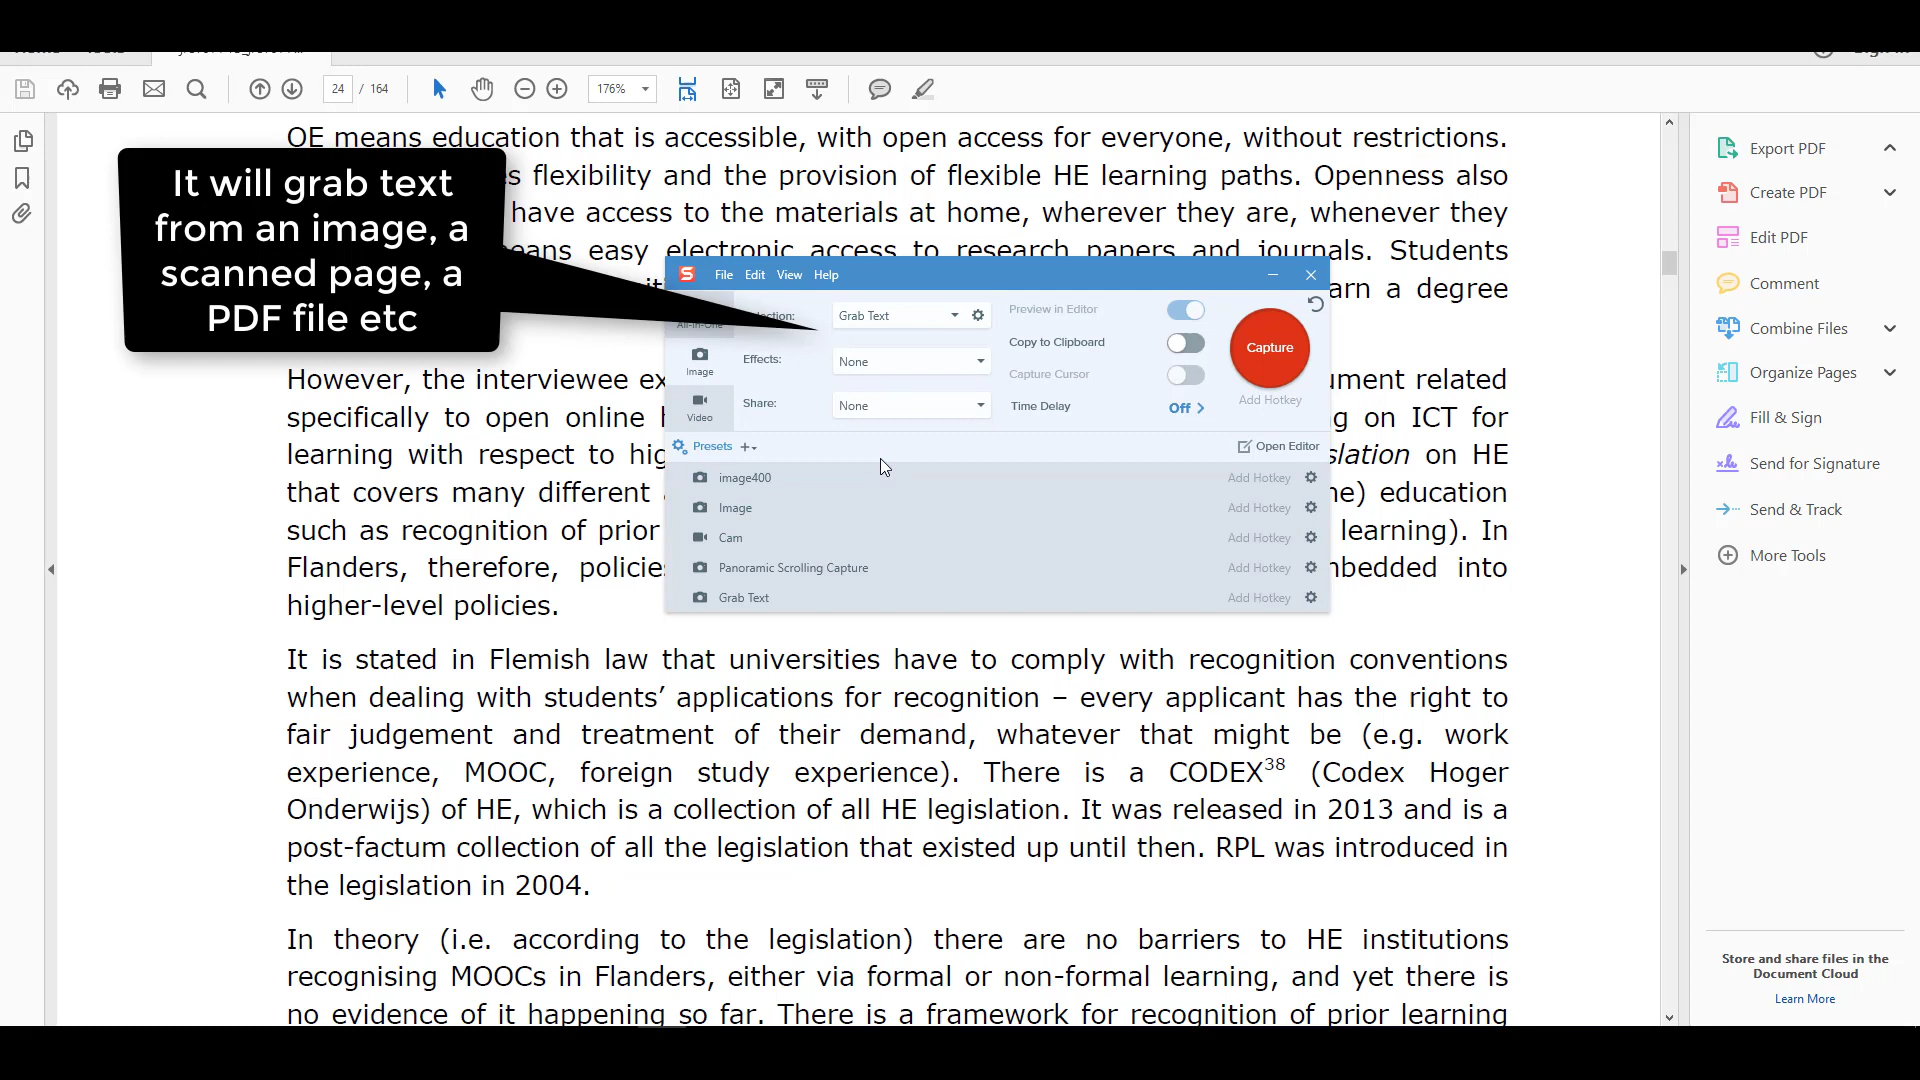 24 / 164
176%
OE means education that is accessible, with open access for everyone, without restrictions.
flexibility and the provision of flexible HE learning paths. Openness also
have access to the materials at home, wherever they are, whenever they
easy electronic access to research papers and journals. Students
a degree
It will grab text
from an image, a
scanned page, a
PDF file etc
File Edit View Help
Grab Text
Preview in Editor
Copy to Clipboard
Capture Cursor
Time Delay
Off
Image
Effects:
None
Video
Share:
None
Capture
Add Hotkey
Presets
Open Editor
image400 Add Hotkey
Image Add Hotkey
Cam Add Hotkey
Panoramic Scrolling Capture Add Hotkey
Grab Text Add Hotkey
However, the interviewee related
specifically to open online on ICT for
learning with respect to on HE
that covers many different education
such as recognition of prior learning). In
Flanders, therefore, into
higher-level policies.
It is stated in Flemish law that universities have to comply with recognition conventions
when dealing with students’ applications for recognition – every applicant has the right to
fair judgement and treatment of their demand, whatever that might be (e.g. work
experience, MOOC, foreign study experience). There is a CODEX38 (Codex Hoger
Onderwijs) of HE, which is a collection of all HE legislation. It was released in 2013 and is a
post-factum collection of all the legislation that existed up until then. RPL was introduced in
the legislation in 2004.
In theory (i.e. according to the legislation) there are no barriers to HE institutions
recognising MOOCs in Flanders, either via formal or non-formal learning, and yet there is
no evidence of it happening so far. There is a framework for recognition of prior learning
Export PDF
Create PDF
Edit PDF
Comment
Combine Files
Organize Pages
Fill & Sign
Send for Signature
Send & Track
More Tools
Store and share files in the
Document Cloud
Learn More